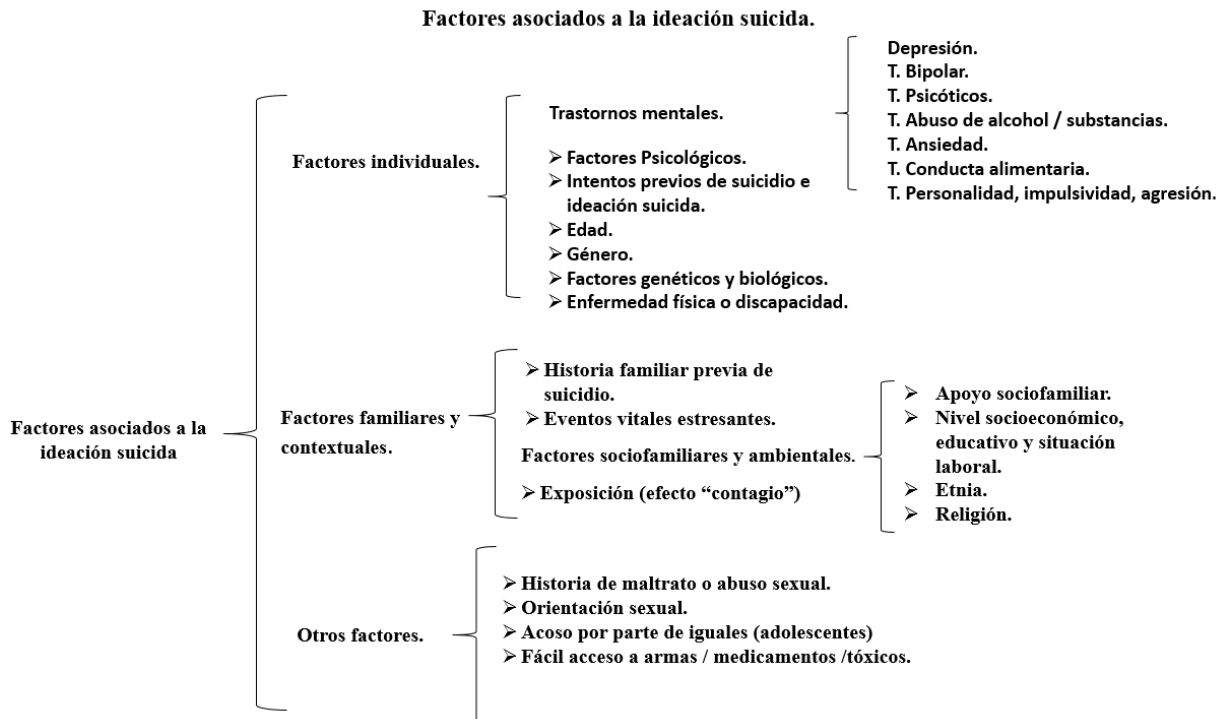 Factores asociados a la ideación suicida.
Factores asociados a la
ideación suicida
Factores individuales.
Trastornos mentales.
Depresión.
T. Bipolar.
T. Psicóticos.
T. Abuso de alcohol / substancias.
T. Ansiedad.
T. Conducta alimentaria.
T. Personalidad, impulsividad, agresión.
➢ Factores Psicológicos.
➢ Intentos previos de suicidio e
ideación suicida.
➢ Edad.
➢ Género.
➢ Factores genéticos y biológicos.
➢ Enfermedad física o discapacidad.
Factores familiares y
contextuales.
➢ Historia familiar previa de
suicidio.
➢ Eventos vitales estresantes.
Factores sociofamiliares y ambientales.
➢ Apoyo sociofamiliar.
➢ Nivel socioeconómico,
educativo y situación
laboral.
➢ Etnia.
➢ Religión.
➢ Exposición (efecto “contagio”)
Otros factores.
➢ Historia de maltrato o abuso sexual.
➢ Orientación sexual.
➢ Acoso por parte de iguales (adolescentes)
➢ Fácil acceso a armas / medicamentos /tóxicos.